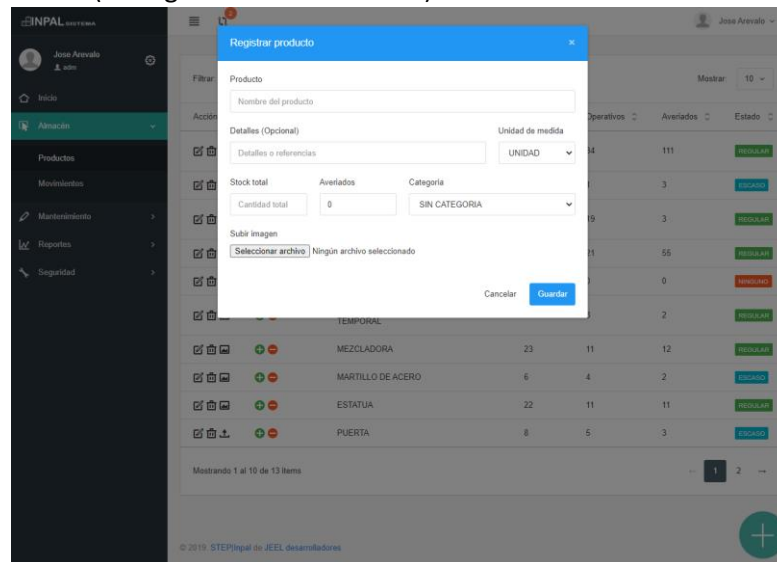 INPAL SISTEMA
2
Jose Arevalo
Jose Arevalo
adm
Inicio
Almacén
Productos
Movimientos
Mantenimiento
Reportes
Seguridad
Registrar producto
×
Producto
Nombre del producto
Detalles (Opcional)
Unidad de medida
Detalles o referencias
UNIDAD
Stock total
Averiados
Categoria
Cantidad total
0
SIN CATEGORIA
Subir imagen
Seleccionar archivo Ningún archivo seleccionado
Cancelar
Guardar
Filtrar
Mostrar 10
Acción
Operativos
Averiados
Estado
111 REGULAR
3 ESCASO
3 REGULAR
55 REGULAR
0 NINGUNO
TEMPORAL
2 REGULAR
MEZCLADORA 23 11 12 REGULAR
MARTILLO DE ACERO 6 4 2 ESCASO
ESTATUA 22 11 11 REGULAR
PUERTA 8 5 3 ESCASO
Mostrando 1 al 10 de 13 items
1 2
© 2019 STEP|Inpal de JEEL desarrolladores